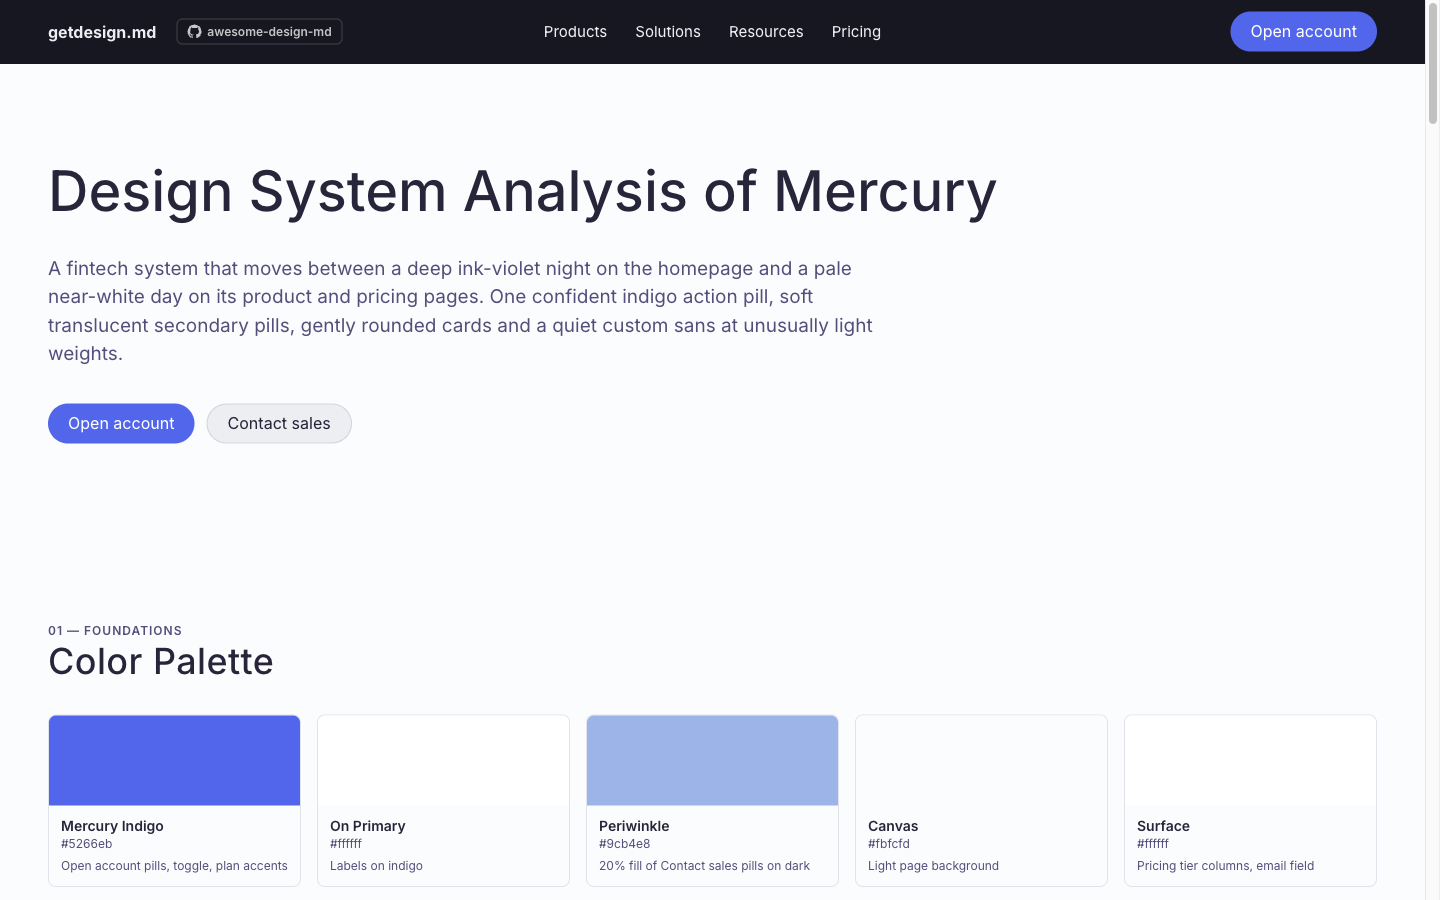 getdesign.md
awesome-design-md
Products
Solutions
Resources
Pricing
Open account
Design System Analysis of Mercury
A fintech system that moves between a deep ink-violet night on the homepage and a pale
near-white day on its product and pricing pages. One confident indigo action pill, soft
translucent secondary pills, gently rounded cards and a quiet custom sans at unusually light
weights.
Open account
Contact sales
01 — FOUNDATIONS
Color Palette
Mercury Indigo
#5266eb
Open account pills, toggle, plan accents
On Primary
#ffffff
Labels on indigo
Periwinkle
#9cb4e8
20% fill of Contact sales pills on dark
Canvas
#fbfcfd
Light page background
Surface
#ffffff
Pricing tier columns, email field